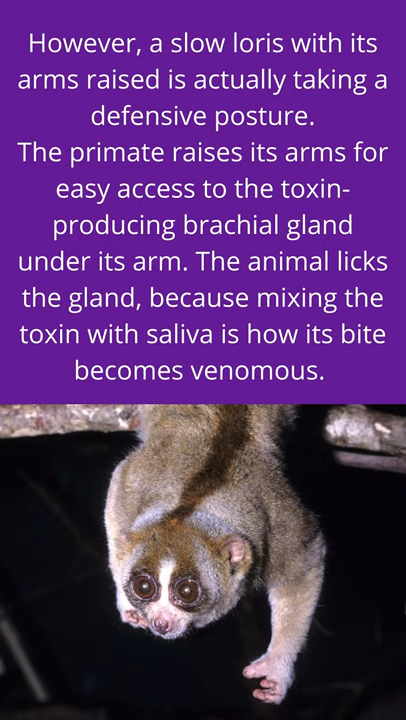 However, a slow loris with its
arms raised is actually taking a
defensive posture.
The primate raises its arms for
easy access to the toxin-
producing brachial gland
under its arm. The animal licks
the gland, because mixing the
toxin with saliva is how its bite
becomes venomous.